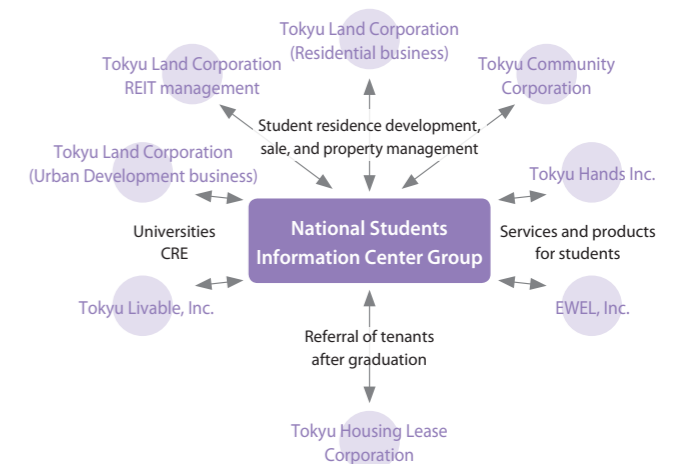 Tokyu Land Corporation
(Residential business)
Tokyu Land Corporation
REIT management
Tokyu Community
Corporation
Student residence development,
sale, and property management
Tokyu Land Corporation
(Urban Development business)
Tokyu Hands Inc.
Universities
CRE
National Students
Information Center Group
Services and products
for students
Tokyu Livable, Inc.
EWEL, Inc.
Referral of tenants
after graduation
Tokyu Housing Lease
Corporation